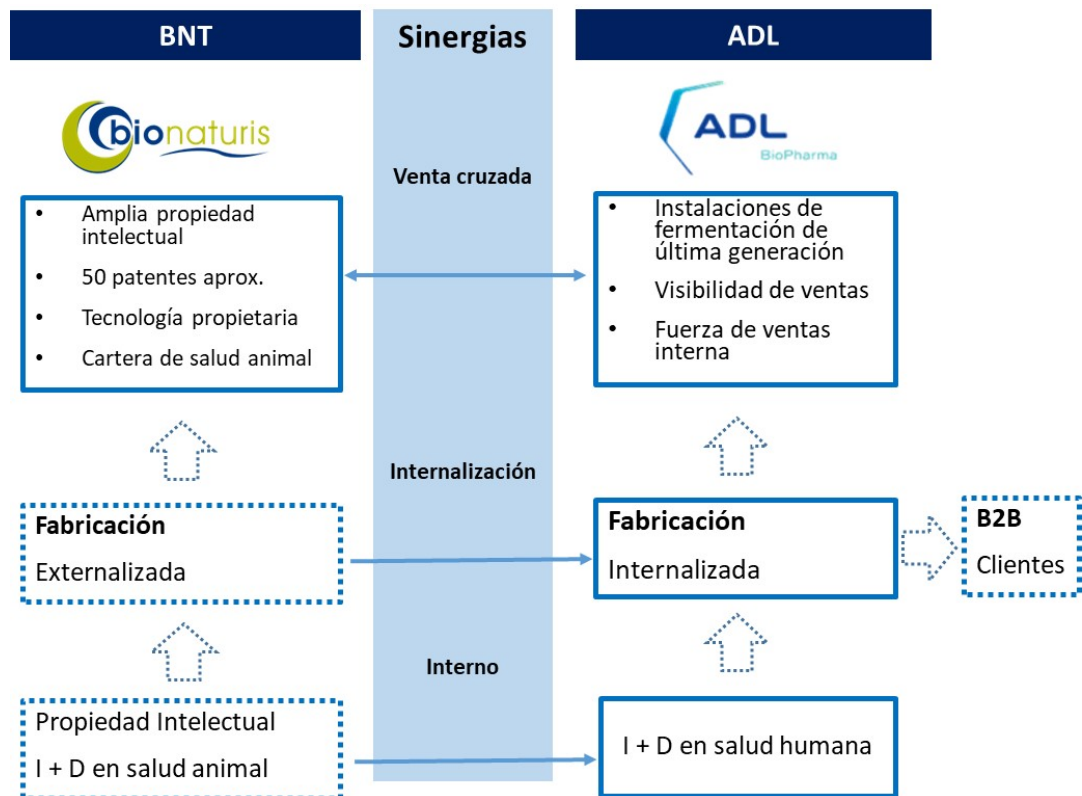 BNT
Sinergias
ADL
bionaturis
ADL
BioPharma
Venta cruzada
• Amplia propiedad
intelectual
• 50 patentes aprox.
• Tecnología propietaria
• Cartera de salud animal
• Instalaciones de
fermentación de
última generación
• Visibilidad de ventas
• Fuerza de ventas
interna
Internalización
Fabricación
Externalizada
Fabricación
Internalizada
B2B
Clientes
Interno
Propiedad Intelectual
I + D en salud animal
I + D en salud humana